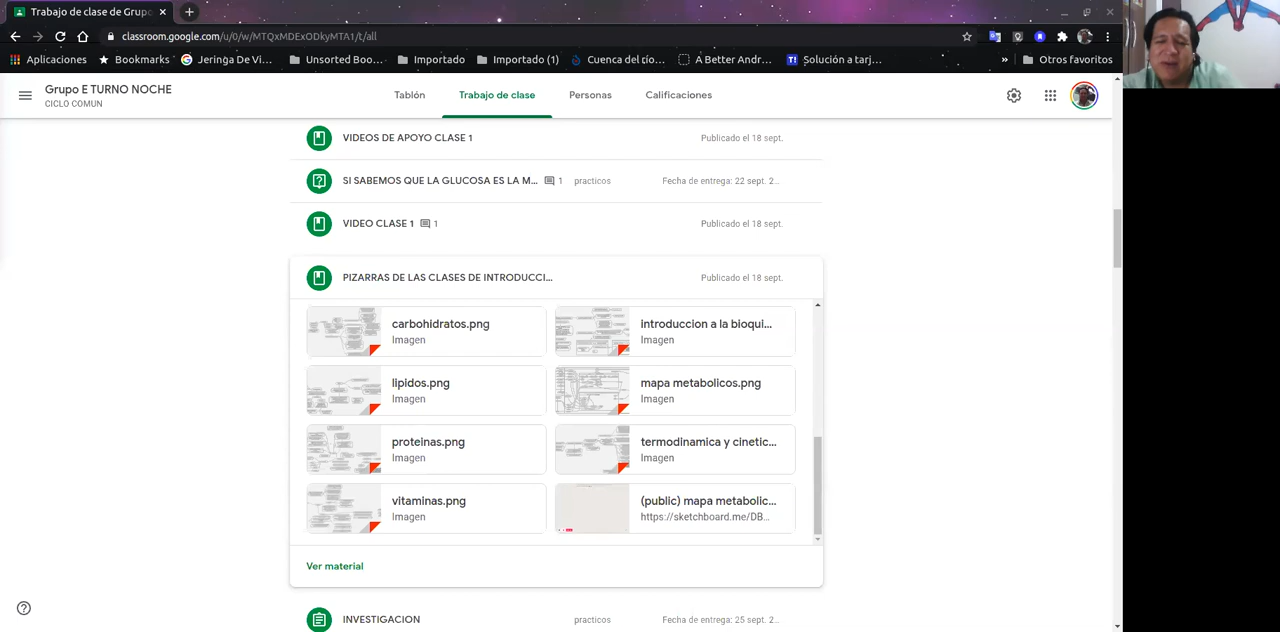 Trabajo de clase de Grupo
classroom.google.com/u/0/w/MTQxMDExODkyMTA1/t/all
Aplicaciones Bookmarks Jeringa De Vi... Unsorted Boo... Importado Importado (1) Cuenca del río... A Better Andr... T! Solución a tarj... » Otros favoritos
Grupo E TURNO NOCHE
CICLO COMUN
Tablón Trabajo de clase Personas Calificaciones
VIDEOS DE APOYO CLASE 1 Publicado el 18 sept.
SI SABEMOS QUE LA GLUCOSA ES LA M... 1 practicos Fecha de entrega: 22 sept. 2...
VIDEO CLASE 1 1 Publicado el 18 sept.
PIZARRAS DE LAS CLASES DE INTRODUCCI... Publicado el 18 sept.
carbohidratos.png introduccion a la bioqui...
Imagen Imagen
lipidos.png mapa metabolicos.png
Imagen Imagen
proteinas.png termodinamica y cinetic...
Imagen Imagen
vitaminas.png (public) mapa metabolic...
Imagen https://sketchboard.me/DB...
Ver material
INVESTIGACION practicos Fecha de entrega: 25 sept. 2...